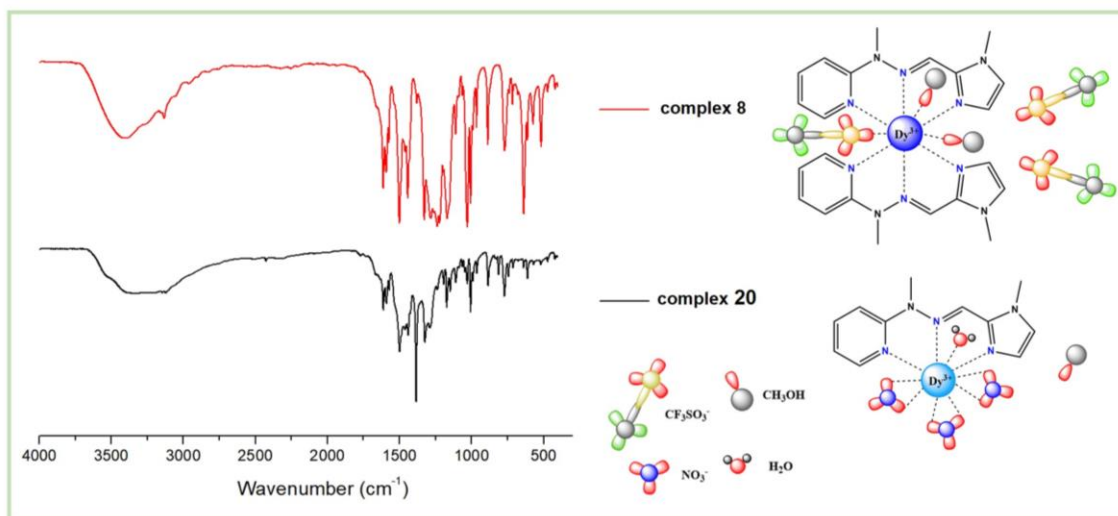 complex 8
complex 20
4000 3500 3000 2500 2000 1500 1000 500
Wavenumber (cm⁻¹)
N N N N N
Dy³⁺
N N N N N
N N N N N
Dy³⁺
N N N
CF₃SO₃⁻
CH₃OH
NO₃⁻
H₂O